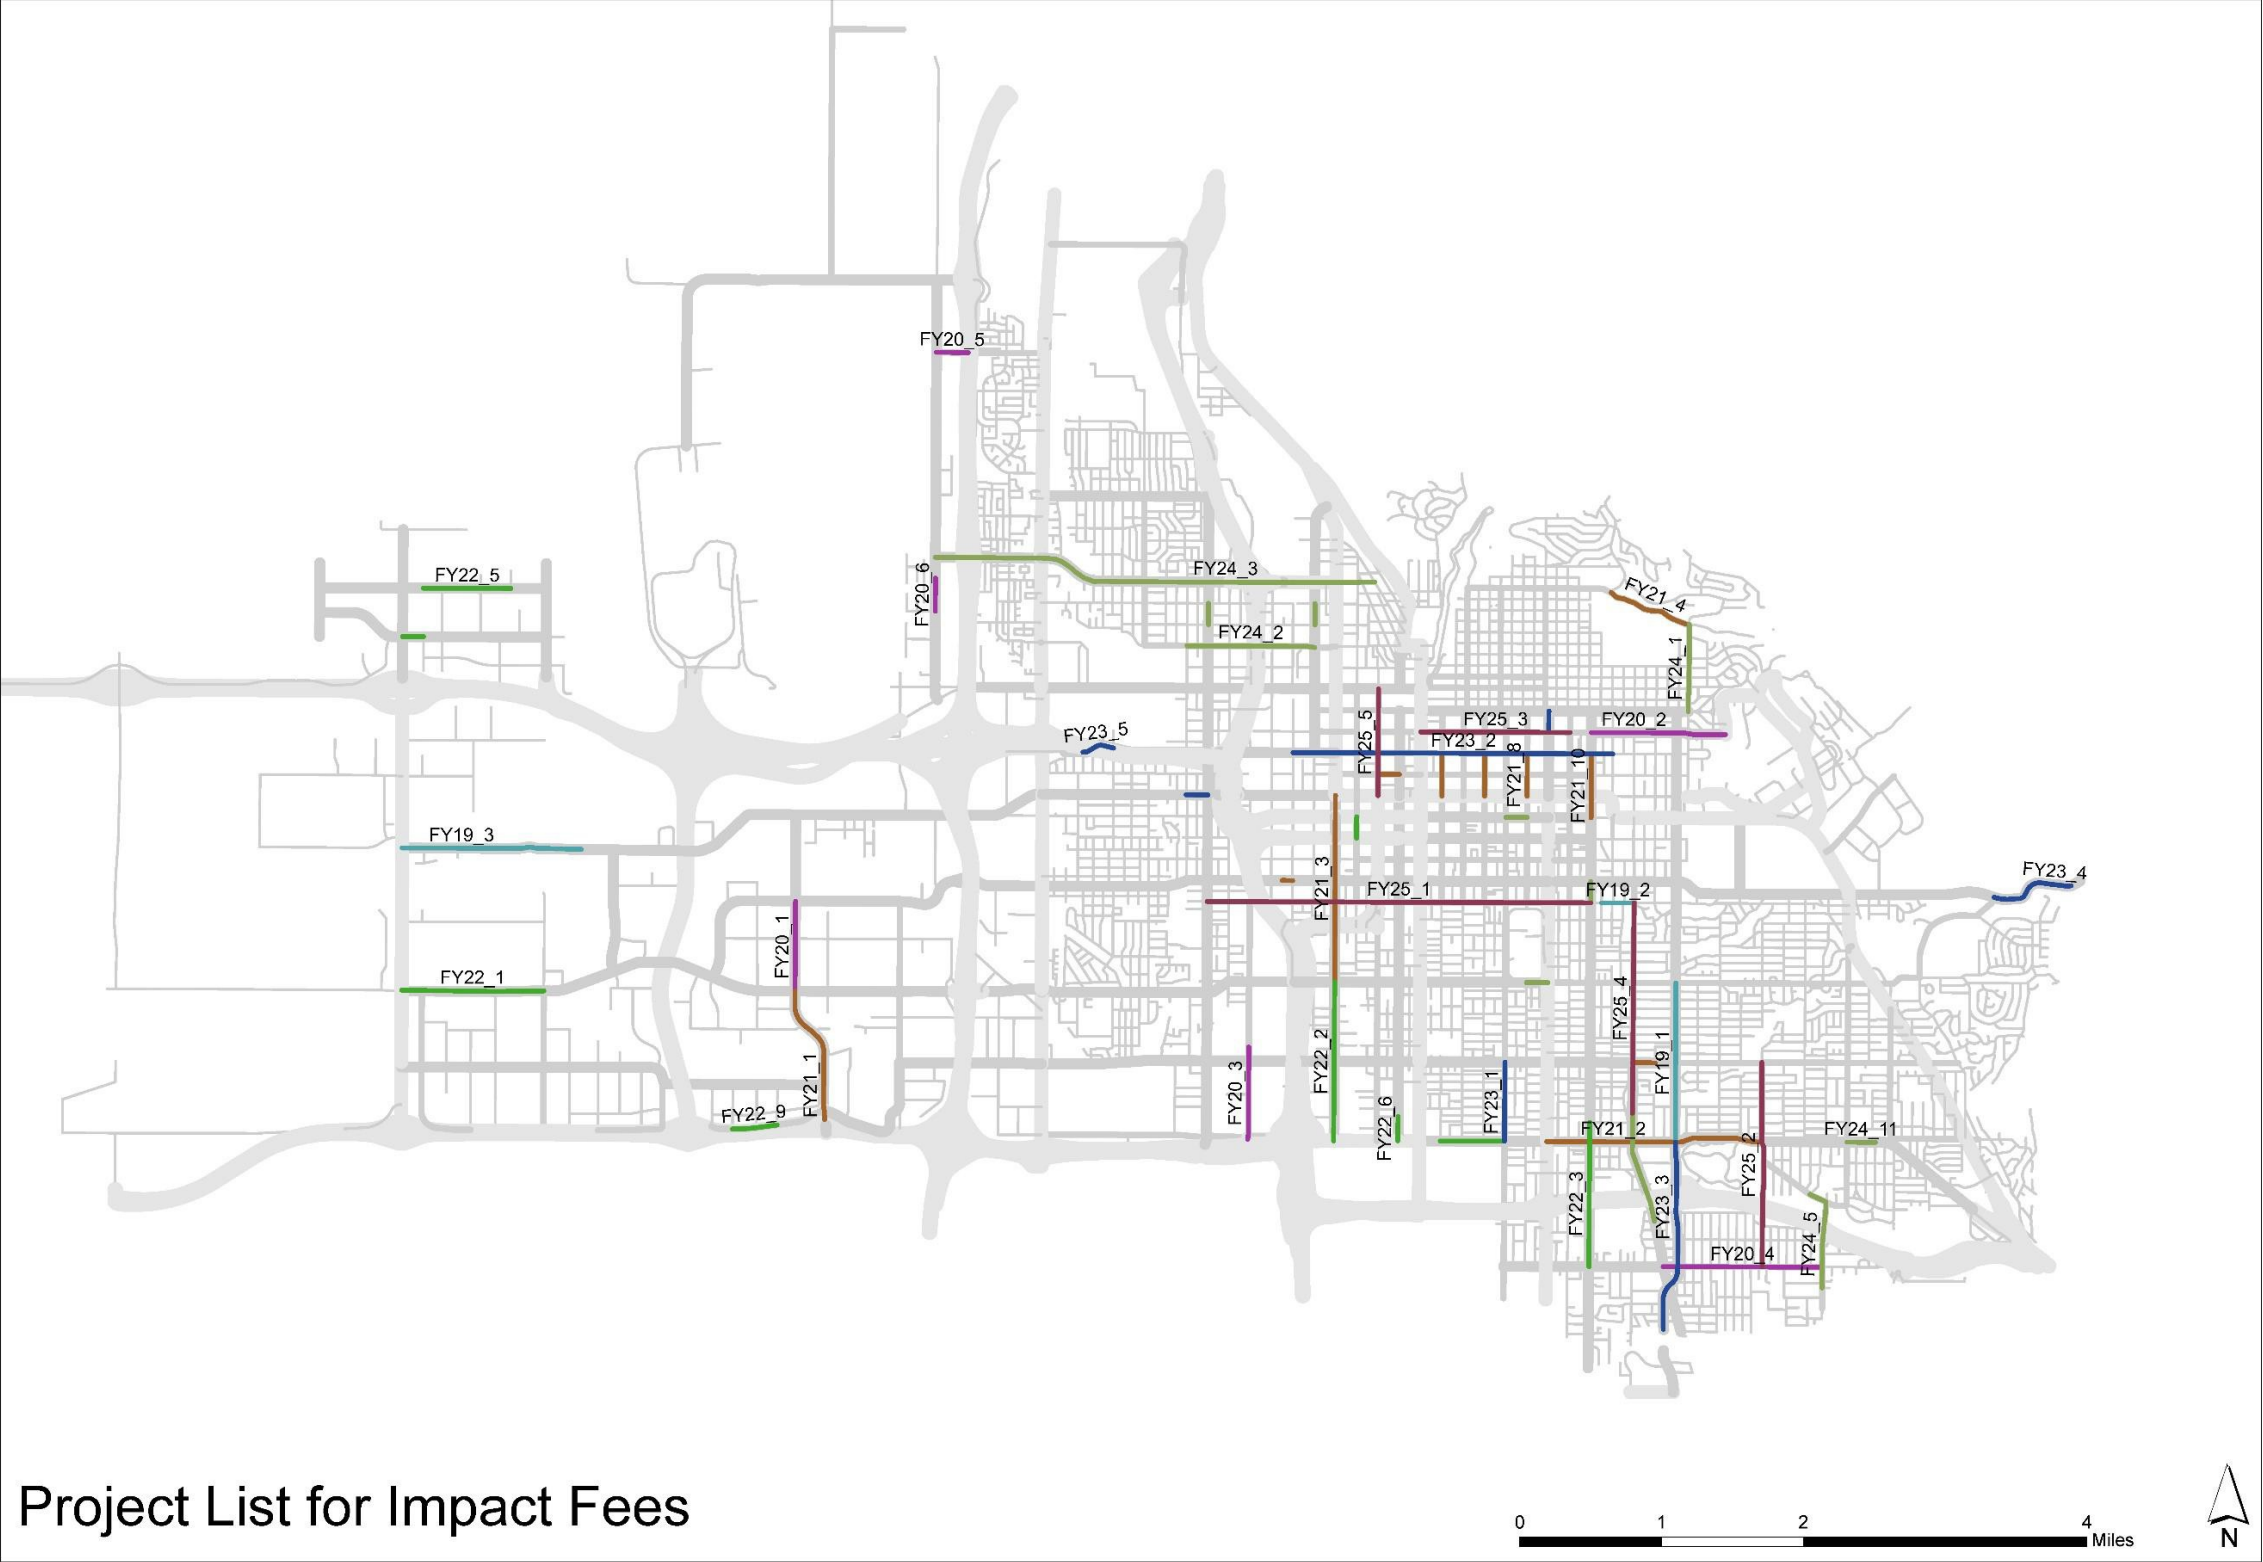 FY20_5
FY24_3
FY22_5
FY20_6
FY21_4
FY24_2
FY24_1
FY25_3
FY20_2
FY23_5
FY25_5
FY23_2
FY21_8
FY21_10
FY19_3
FY21_3
FY23_4
FY25_1
FY19_2
FY20_1
FY22_1
FY25_4
FY19_1
FY22_2
FY21_1
FY20_3
FY23_1
FY22_9
FY22_6
FY21_2
FY24_11
FY25_2
FY22_3
FY23_3
FY24_5
FY20_4
Project List for Impact Fees
0 1 2 4
Miles
N